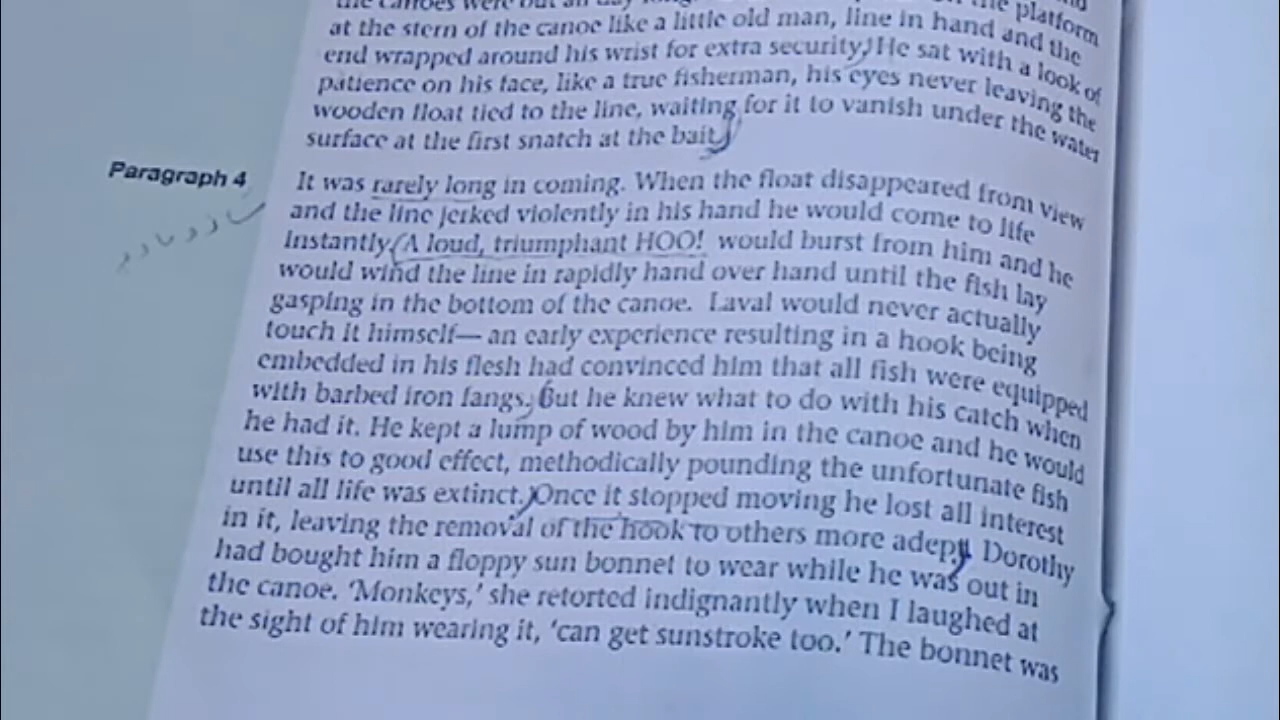 the canoes were out all day long
the platform
at the stern of the canoe like a little old man, line in hand and the
end wrapped around his wrist for extra security. He sat with a look of
patience on his face, like a true fisherman, his eyes never leaving the
wooden float tied to the line, waiting for it to vanish under the water
surface at the first snatch at the bait.
Paragraph 4
It was rarely long in coming. When the float disappeared from view
and the line jerked violently in his hand he would come to life
instantly. A loud, triumphant HOO! would burst from him and he
would wind the line in rapidly hand over hand until the fish lay
gasping in the bottom of the canoe. Laval would never actually
touch it himself— an early experience resulting in a hook being
embedded in his flesh had convinced him that all fish were equipped
with barbed iron fangs. But he knew what to do with his catch when
he had it. He kept a lump of wood by him in the canoe and he would
use this to good effect, methodically pounding the unfortunate fish
until all life was extinct. Once it stopped moving he lost all interest
in it, leaving the removal of the hook to others more adept. Dorothy
had bought him a floppy sun bonnet to wear while he was out in
the canoe. ‘Monkeys,’ she retorted indignantly when I laughed at
the sight of him wearing it, ‘can get sunstroke too.’ The bonnet was